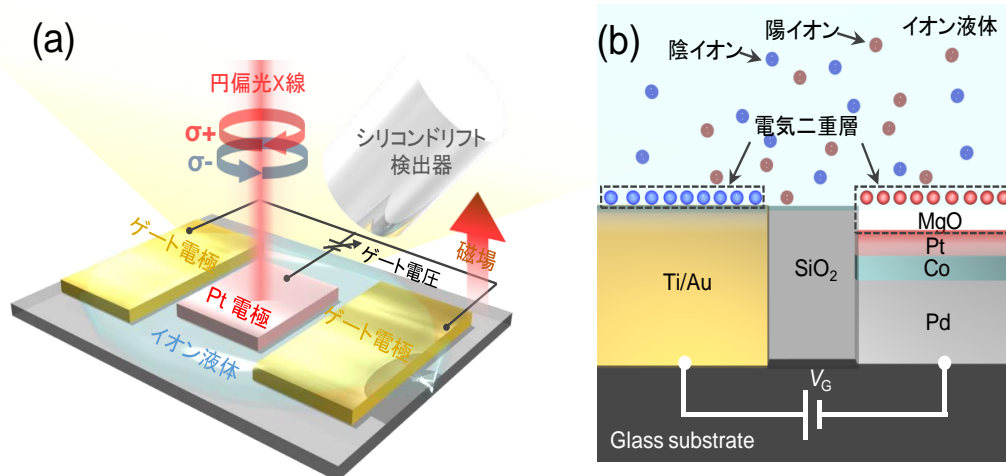 (a)
円偏光X線
σ+
σ-
シリコンドリフト
検出器
ゲート電極
ゲート電圧
磁場
Pt 電極
ゲート電極
イオン液体
(b)
陽イオン
イオン液体
陰イオン
電気二重層
MgO
Pt
Co
Ti/Au
SiO2
Pd
VG
Glass substrate